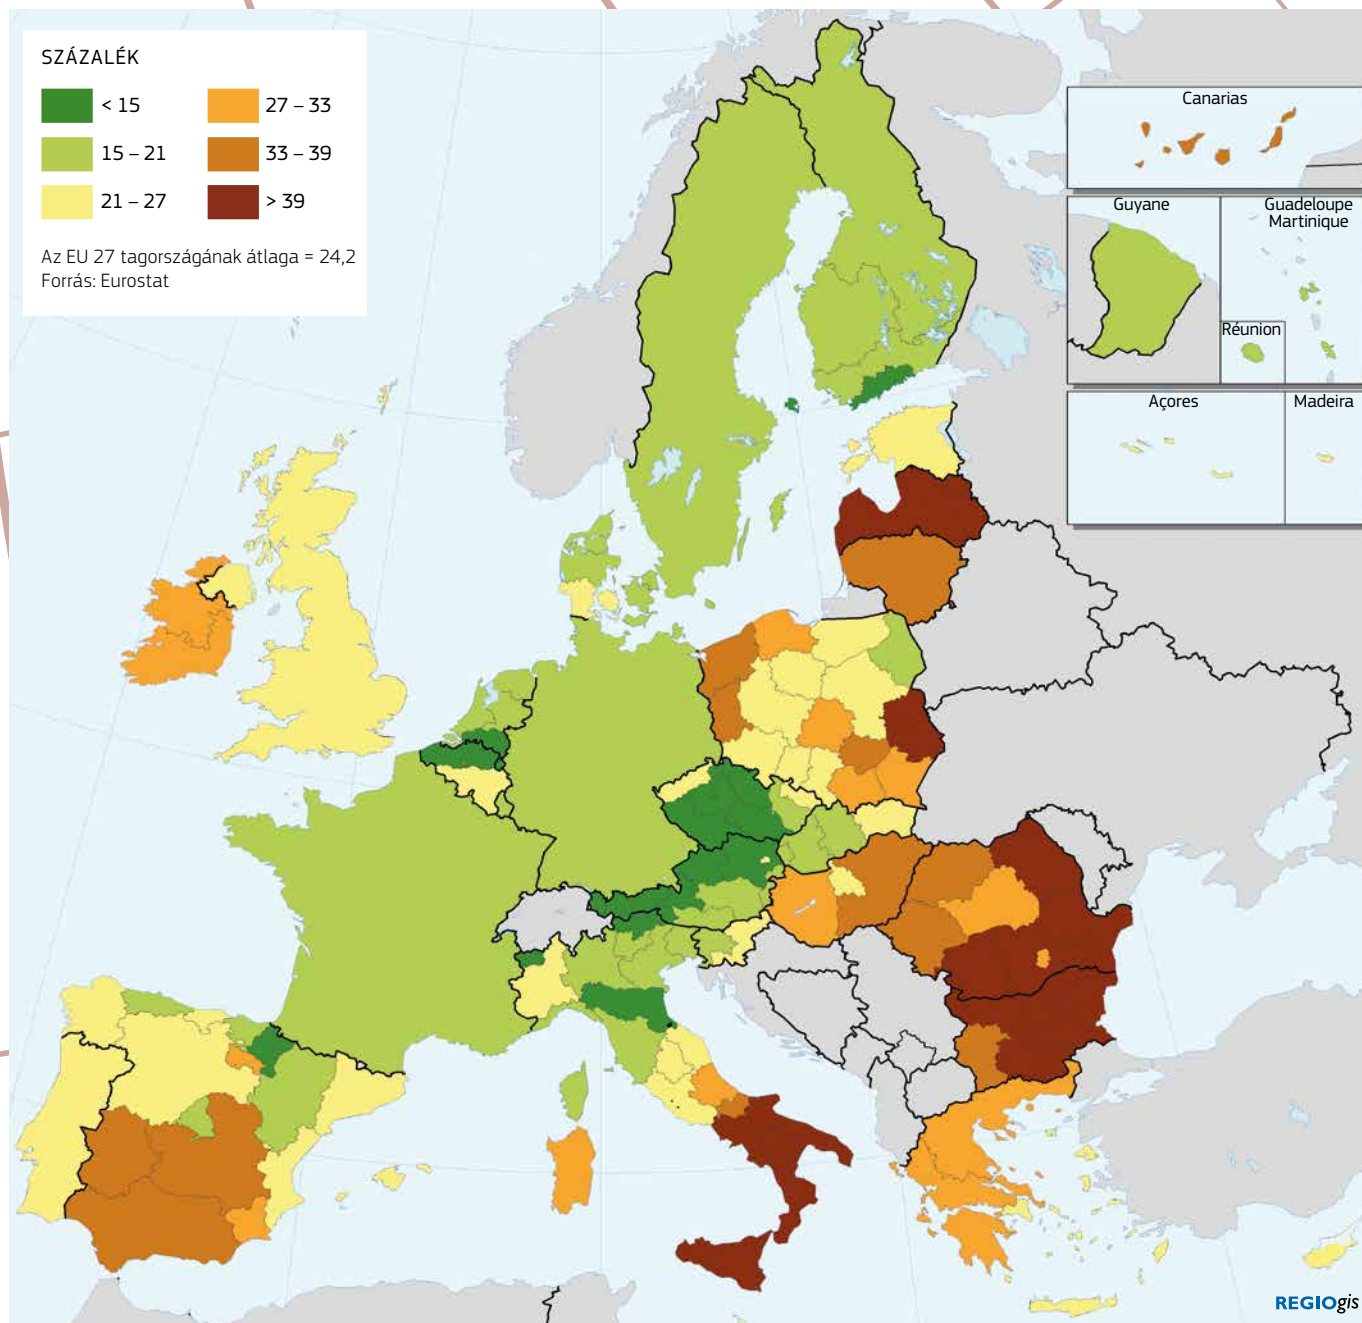 SZÁZALÉK
< 15
27 – 33
15 – 21
33 – 39
21 – 27
> 39
Az EU 27 tagországának átlaga = 24,2
Forrás: Eurostat
Canarias
Guyane
Guadeloupe
Martinique
Réunion
Açores
Madeira
REGIOgis